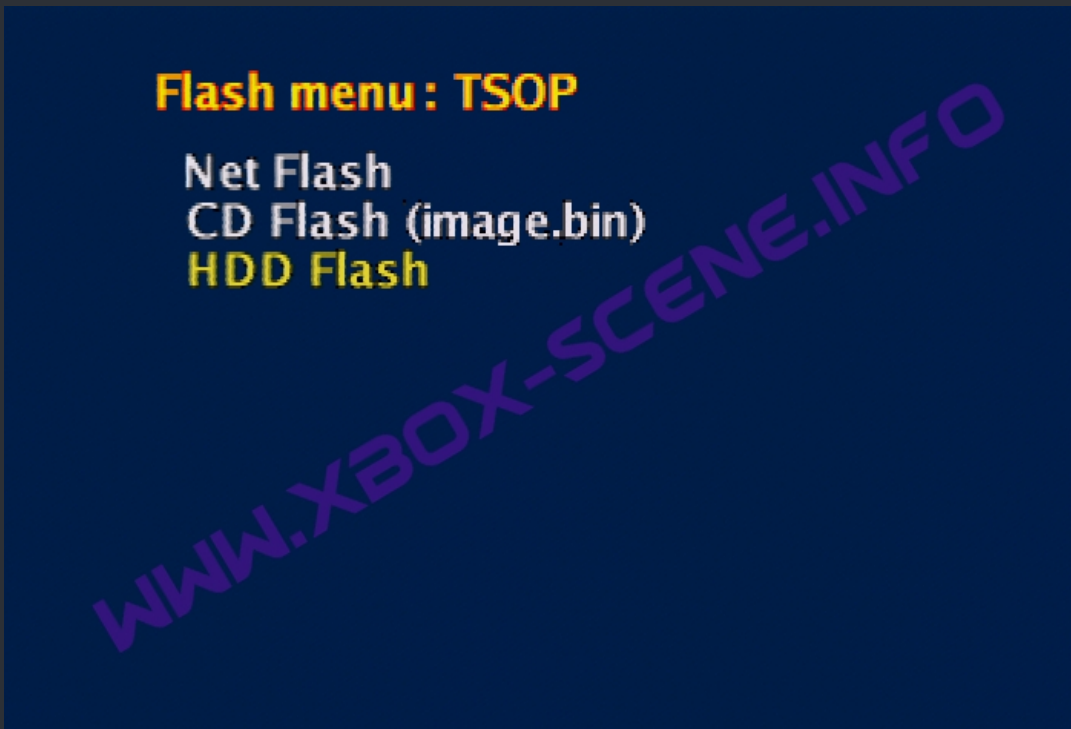 Flash menu: TSOP
Net Flash
CD Flash (image.bin)
HDD Flash
WWW.XBOX-SCENE.INFO